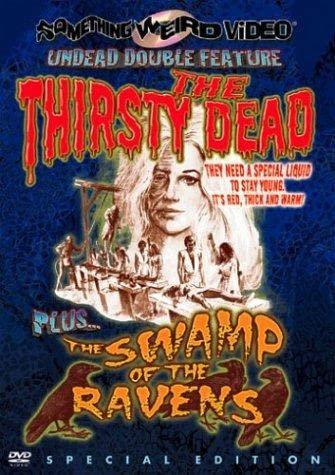 SOMETHING WEIRD VIDEO®
UNDEAD DOUBLE FEATURE
THE
THIRSTY DEAD
THEY NEED A SPECIAL LIQUID
TO STAY YOUNG..
IT'S RED, THICK AND WARM!
PLUS...
THE SWAMP
OF THE
RAVENS
DVD
VIDEO
SPECIAL EDITION